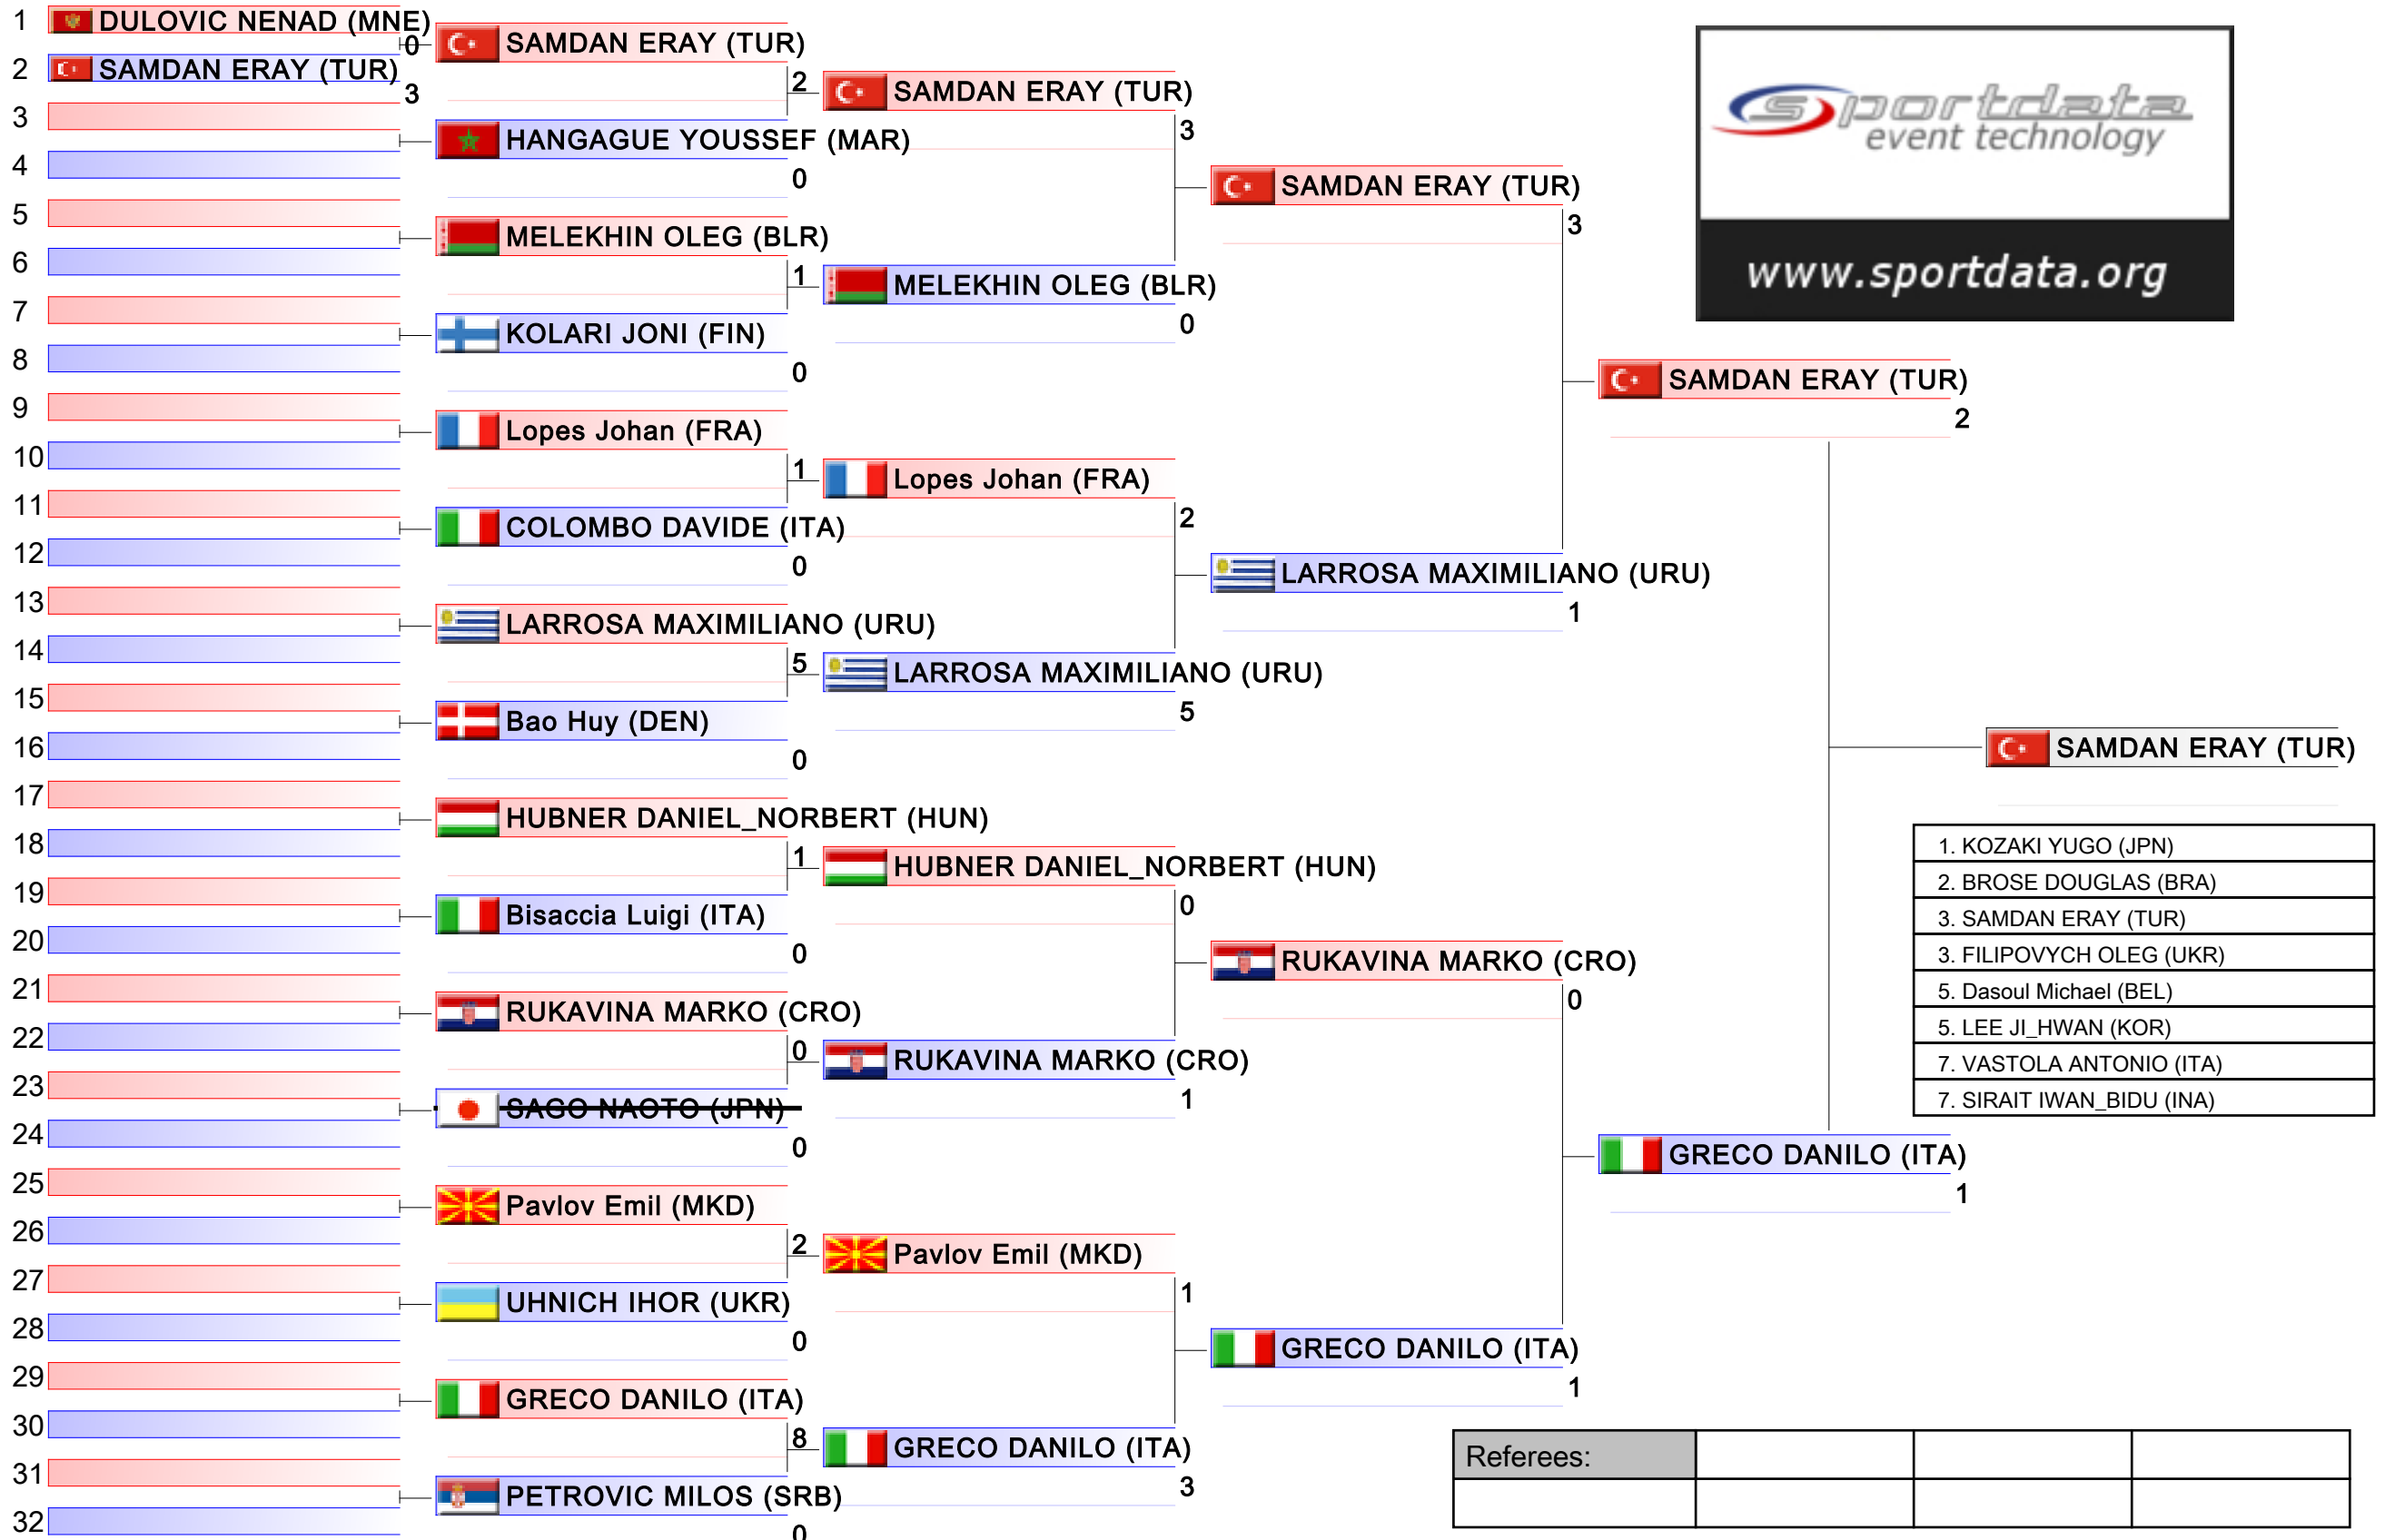 1 DULOVIC NENAD (MNE)
0
2 SAMDAN ERAY (TUR)
3
3
4
5
6
7
8
9
10
11
12
13
14
15
16
17
18
19
20
21
22
23
24
25
26
27
28
29
30
31
32
SAMDAN ERAY (TUR)
2
HANGAGUE YOUSSEF (MAR)
0
MELEKHIN OLEG (BLR)
1
KOLARI JONI (FIN)
0
Lopes Johan (FRA)
1
COLOMBO DAVIDE (ITA)
0
LARROSA MAXIMILIANO (URU)
5
Bao Huy (DEN)
0
HUBNER DANIEL_NORBERT (HUN)
1
Bisaccia Luigi (ITA)
0
RUKAVINA MARKO (CRO)
0
SAGO NAOTO (JPN)
0
Pavlov Emil (MKD)
2
UHNICH IHOR (UKR)
0
GRECO DANILO (ITA)
8
PETROVIC MILOS (SRB)
0
SAMDAN ERAY (TUR)
3
MELEKHIN OLEG (BLR)
0
Lopes Johan (FRA)
2
LARROSA MAXIMILIANO (URU)
5
HUBNER DANIEL_NORBERT (HUN)
0
RUKAVINA MARKO (CRO)
1
Pavlov Emil (MKD)
1
GRECO DANILO (ITA)
3
SAMDAN ERAY (TUR)
3
LARROSA MAXIMILIANO (URU)
1
RUKAVINA MARKO (CRO)
0
GRECO DANILO (ITA)
1
SAMDAN ERAY (TUR)
2
GRECO DANILO (ITA)
1
SAMDAN ERAY (TUR)
sportdata
event technology
www.sportdata.org
1. KOZAKI YUGO (JPN)
2. BROSE DOUGLAS (BRA)
3. SAMDAN ERAY (TUR)
3. FILIPOVYCH OLEG (UKR)
5. Dasoul Michael (BEL)
5. LEE JI_HWAN (KOR)
7. VASTOLA ANTONIO (ITA)
7. SIRAIT IWAN_BIDU (INA)
Referees: